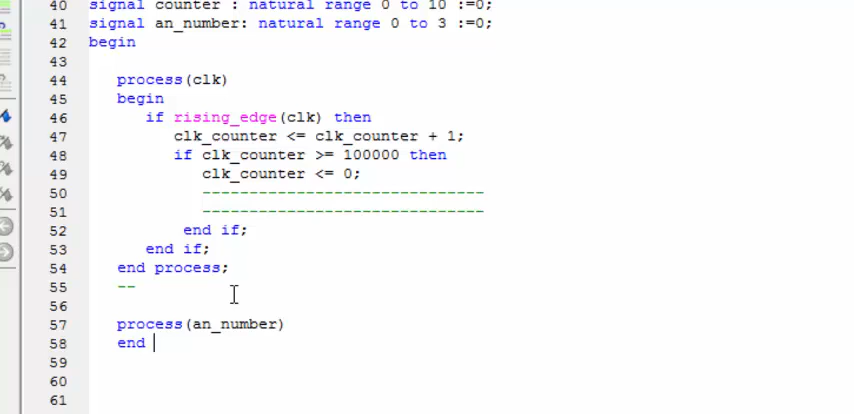 40 signal counter : natural range 0 to 10 :=0;
41 signal an_number: natural range 0 to 3 :=0;
42 begin
43
44 process(clk)
45 begin
46 if rising_edge(clk) then
47 clk_counter <= clk_counter + 1;
48 if clk_counter >= 100000 then
49 clk_counter <= 0;
50 ------------------------------
51 ------------------------------
52 end if;
53 end if;
54 end process;
55 --
56
57 process(an_number)
58 end
59
60
61